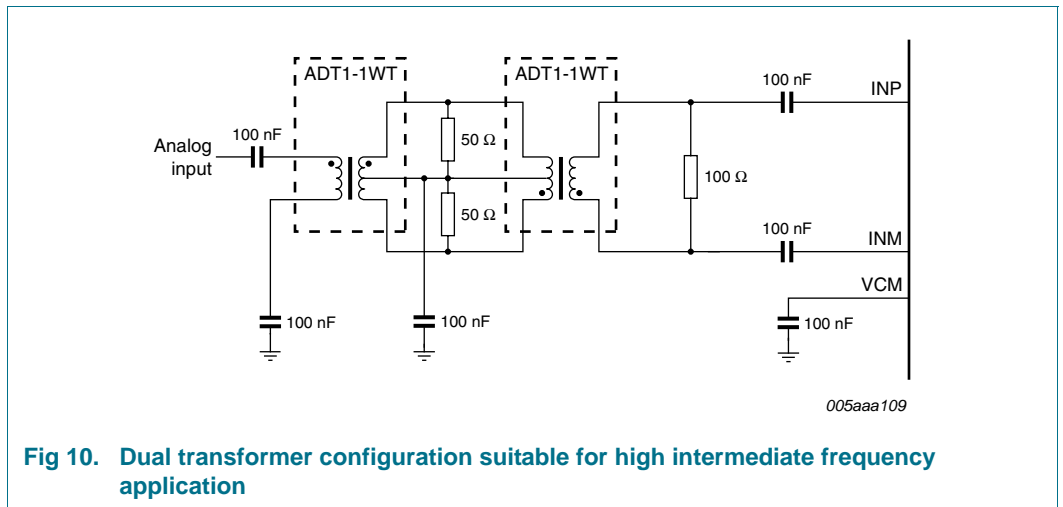 ADT1-1WT
ADT1-1WT
100 nF
INP
100 nF
Analog
input
50 Ω
50 Ω
100 Ω
100 nF
INM
VCM
100 nF
100 nF
100 nF
005aaa109
Fig 10. Dual transformer configuration suitable for high intermediate frequency
application